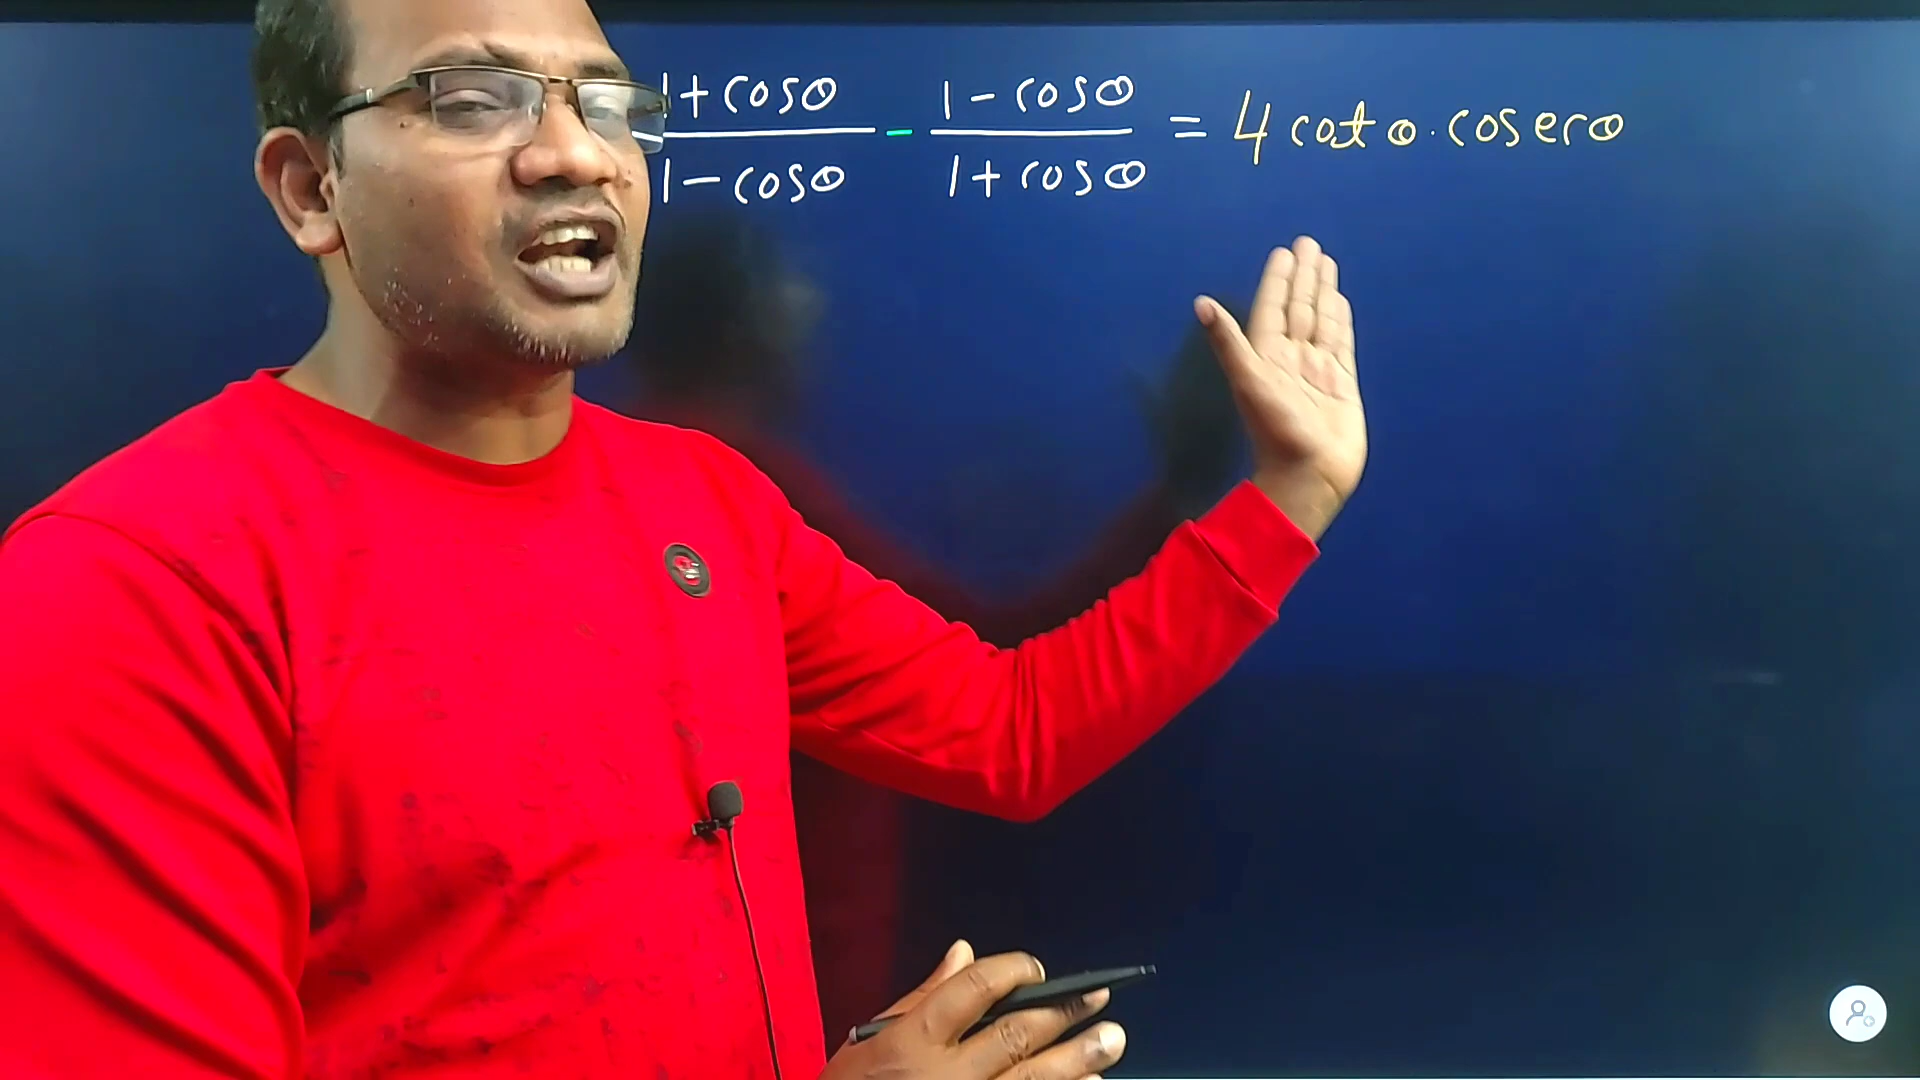 1+cosθ / 1-cosθ - 1-cosθ / 1+cosθ = 4 cotθ.cosecθ